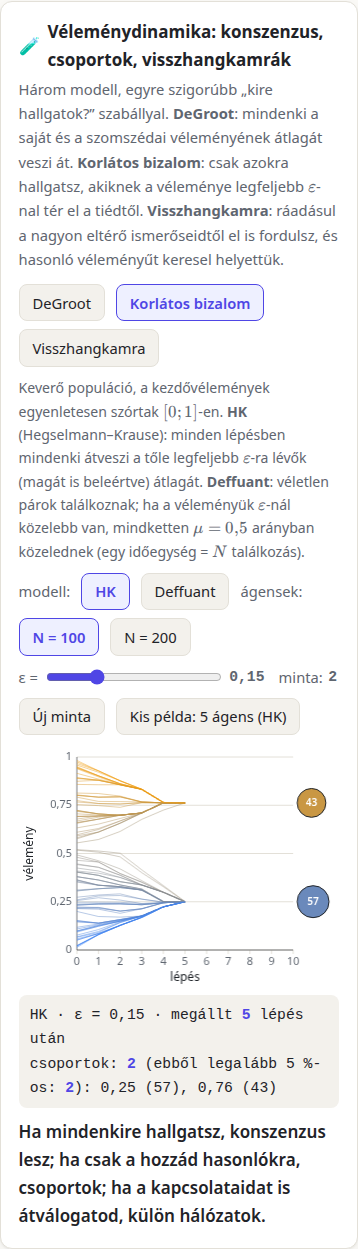 🧪 Véleménydinamika: konszenzus,
csoportok, visszhangkamrák
Három modell, egyre szigorúbb „kire
hallgatok?” szabállyal. DeGroot: mindenki a
saját és a szomszédai véleményének átlagát
veszi át. Korlátos bizalom: csak azokra
hallgatsz, akiknek a véleménye legfeljebb ε-
nal tér el a tiédtől. Visszhangkamra: ráadásul
a nagyon eltérő ismerőseidtől el is fordulsz, és
hasonló véleményűt keresel helyettük.
DeGroot Korlátos bizalom
Visszhangkamra
Keverő populáció, a kezdővélemények
egyenletesen szórtak [0; 1]-en. HK
(Hegselmann–Krause): minden lépésben
mindenki átveszi a tőle legfeljebb ε-ra lévők
(magát is beleértve) átlagát. Deffuant: véletlen
párok találkoznak; ha a véleményük ε-nál
közelebb van, mindketten μ = 0,5 arányban
közelednek (egy időegység = N találkozás).
modell: HK Deffuant ágensek:
N = 100 N = 200
ε = 0,15 minta: 2
Új minta Kis példa: 5 ágens (HK)
1
0,75
0,5
0,25
0
vélemény
43
57
0 1 2 3 4 5 6 7 8 9 10
lépés
HK · ε = 0,15 · megállt 5 lépés
után
csoportok: 2 (ebből legalább 5 %-
os: 2): 0,25 (57), 0,76 (43)
Ha mindenkire hallgatsz, konszenzus
lesz; ha csak a hozzád hasonlókra,
csoportok; ha a kapcsolataidat is
átválogatod, külön hálózatok.